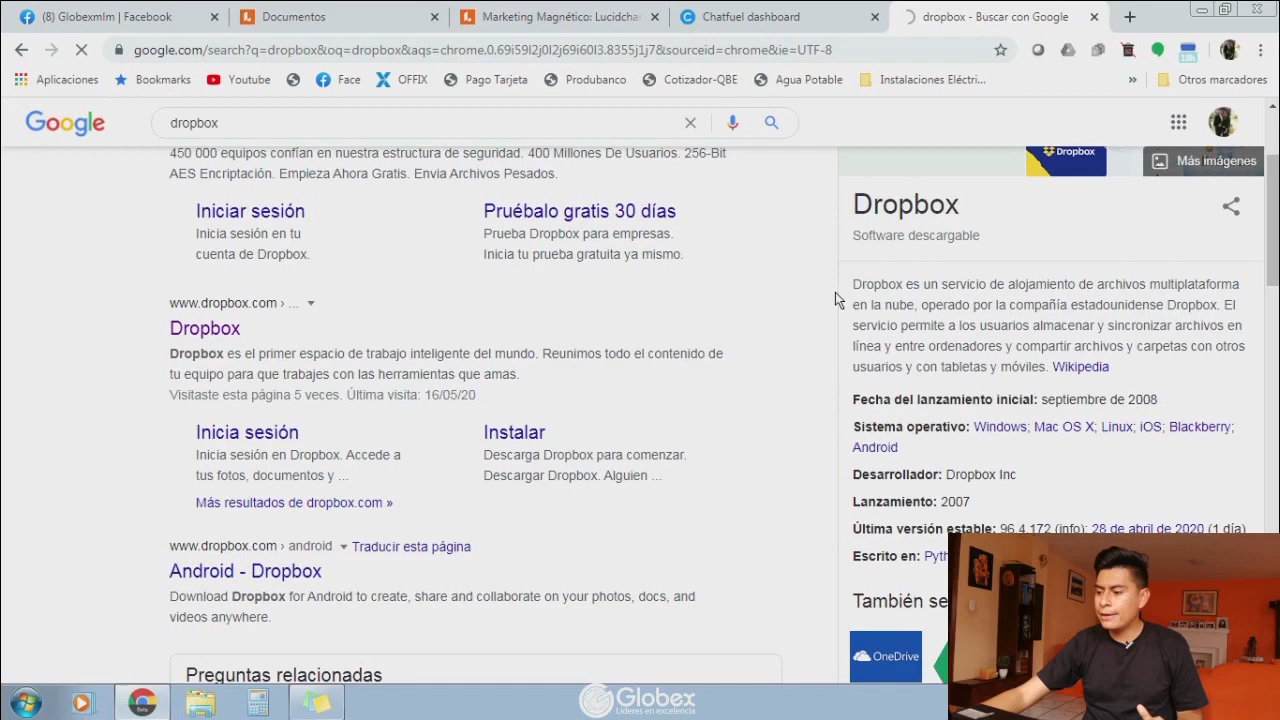 (8) Globexmlm | Facebook
Documentos
Marketing Magnético: Lucidchar
Chatfuel dashboard
dropbox - Buscar con Google
google.com/search?q=dropbox&oq=dropbox&aqs=chrome.0.69i59l2j0l2j69i60l3.8355j1j7&sourceid=chrome&ie=UTF-8
Aplicaciones
Bookmarks
Youtube
Face
OFFIX
Pago Tarjeta
Produbanco
Cotizador-QBE
Agua Potable
Instalaciones Eléctri...
Otros marcadores
Google
dropbox
450 000 equipos confían en nuestra estructura de seguridad. 400 Millones De Usuarios. 256-Bit
AES Encriptación. Empieza Ahora Gratis. Envia Archivos Pesados.
Iniciar sesión
Inicia sesión en tu
cuenta de Dropbox.
Pruébalo gratis 30 días
Prueba Dropbox para empresas.
Inicia tu prueba gratuita ya mismo.
www.dropbox.com › ...
Dropbox
Dropbox es el primer espacio de trabajo inteligente del mundo. Reunimos todo el contenido de
tu equipo para que trabajes con las herramientas que amas.
Visitaste esta página 5 veces. Última visita: 16/05/20
Inicia sesión
Inicia sesión en Dropbox. Accede a
tus fotos, documentos y ...
Instalar
Descarga Dropbox para comenzar.
Descargar Dropbox. Alguien ...
Más resultados de dropbox.com »
www.dropbox.com › android
Traducir esta página
Android - Dropbox
Download Dropbox for Android to create, share and collaborate on your photos, docs, and
videos anywhere.
Preguntas relacionadas
Dropbox
Más imágenes
Dropbox
Software descargable
Dropbox es un servicio de alojamiento de archivos multiplataforma
en la nube, operado por la compañía estadounidense Dropbox. El
servicio permite a los usuarios almacenar y sincronizar archivos en
línea y entre ordenadores y compartir archivos y carpetas con otros
usuarios y con tabletas y móviles. Wikipedia
Fecha del lanzamiento inicial: septiembre de 2008
Sistema operativo: Windows; Mac OS X; Linux; iOS; Blackberry;
Android
Desarrollador: Dropbox Inc
Lanzamiento: 2007
Última versión estable: 96.4.172 (info); 28 de abril de 2020 (1 día)
Escrito en: Pyth
También se
OneDrive
Globex
Líderes en excelencia